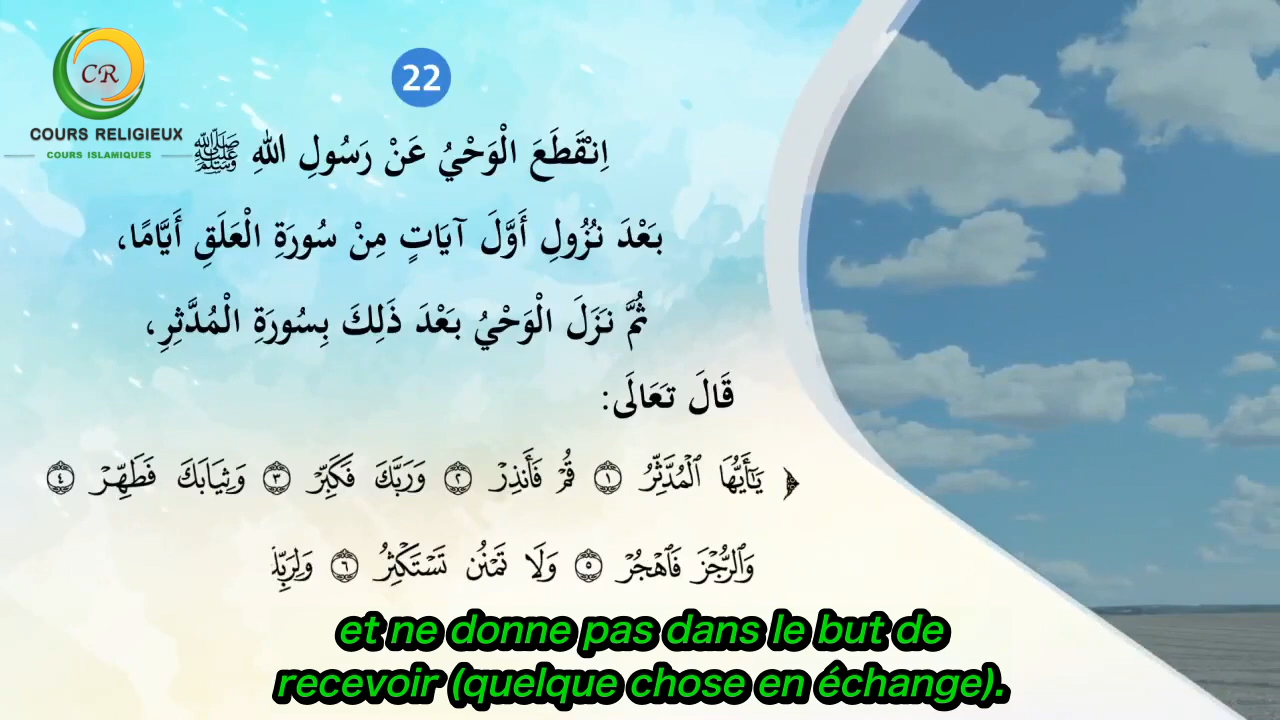 CR
COURS RELIGIEUX
COURS ISLAMIQUES
22
اِنْقَطَعَ الْوَحْيُ عَنْ رَسُولِ اللهِ ﷺ
بَعْدَ نُزُولِ أَوَّلَ آيَاتٍ مِنْ سُورَةِ الْعَلَقِ أَيَّامًا،
ثُمَّ نَزَلَ الْوَحْيُ بَعْدَ ذَلِكَ بِسُورَةِ الْمُدَّثِرِ،
قَالَ تَعَالَى:
﴿ يَٰٓأَيُّهَا ٱلْمُدَّثِّرُ ١ قُمْ فَأَنذِرْ ٢ وَرَبَّكَ فَكَبِّرْ ٣ وَثِيَابَكَ فَطَهِّرْ ٤
وَٱلرُّجْزَ فَٱهْجُرْ ٥ وَلَا تَمْنُن تَسْتَكْثِرُ ٦ وَلِرَبِّكَ
et ne donne pas dans le but de
recevoir (quelque chose en échange).